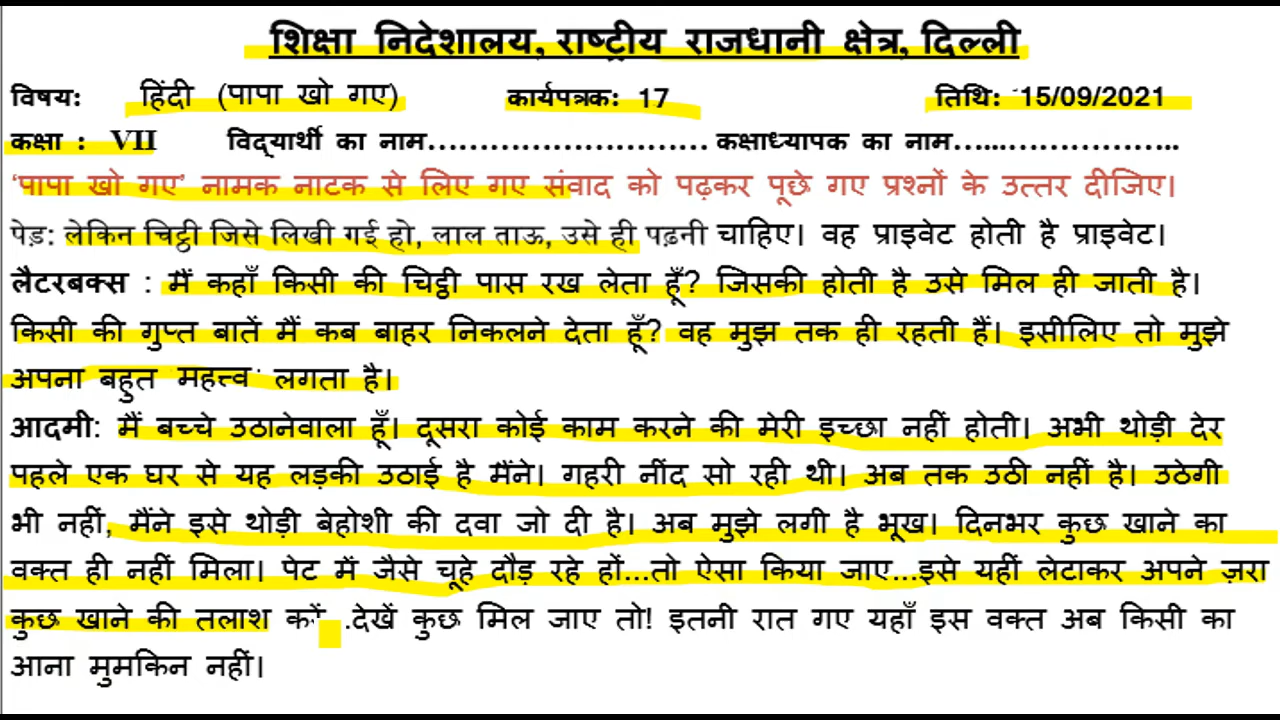 शिक्षा निदेशालय, राष्ट्रीय राजधानी क्षेत्र, दिल्ली
विषय: हिंदी (पापा खो गए) कार्यपत्रक: 17 तिथि: 15/09/2021
कक्षा : VII विद्यार्थी का नाम........................... कक्षाध्यापक का नाम.......................
'पापा खो गए' नामक नाटक से लिए गए संवाद को पढ़कर पूछे गए प्रश्नों के उत्तर दीजिए।
पेड़: लेकिन चिट्ठी जिसे लिखी गई हो, लाल ताऊ, उसे ही पढ़नी चाहिए। वह प्राइवेट होती है प्राइवेट।
लैटरबक्स : मैं कहाँ किसी की चिट्ठी पास रख लेता हूँ? जिसकी होती है उसे मिल ही जाती है।
किसी की गुप्त बातें मैं कब बाहर निकलने देता हूँ? वह मुझ तक ही रहती हैं। इसीलिए तो मुझे
अपना बहुत महत्त्व लगता है।
आदमी: मैं बच्चे उठानेवाला हूँ। दूसरा कोई काम करने की मेरी इच्छा नहीं होती। अभी थोड़ी देर
पहले एक घर से यह लड़की उठाई है मैंने। गहरी नींद सो रही थी। अब तक उठी नहीं है। उठेगी
भी नहीं, मैंने इसे थोड़ी बेहोशी की दवा जो दी है। अब मुझे लगी है भूख। दिनभर कुछ खाने का
वक्त ही नहीं मिला। पेट में जैसे चूहे दौड़ रहे हों...तो ऐसा किया जाए...इसे यहीं लेटाकर अपने ज़रा
कुछ खाने की तलाश करें .देखें कुछ मिल जाए तो! इतनी रात गए यहाँ इस वक्त अब किसी का
आना मुमकिन नहीं।